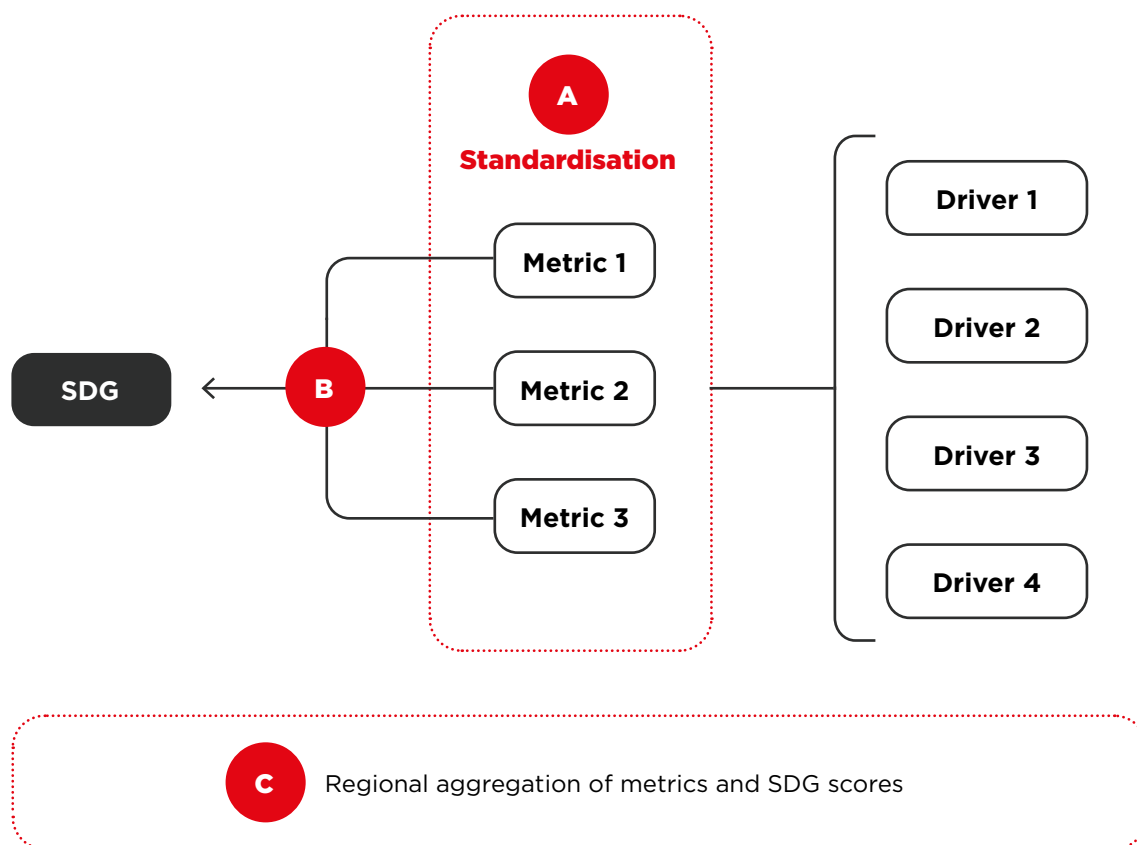 A
Standardisation
Metric 1
Metric 2
Metric 3
SDG
B
Driver 1
Driver 2
Driver 3
Driver 4
C Regional aggregation of metrics and SDG scores